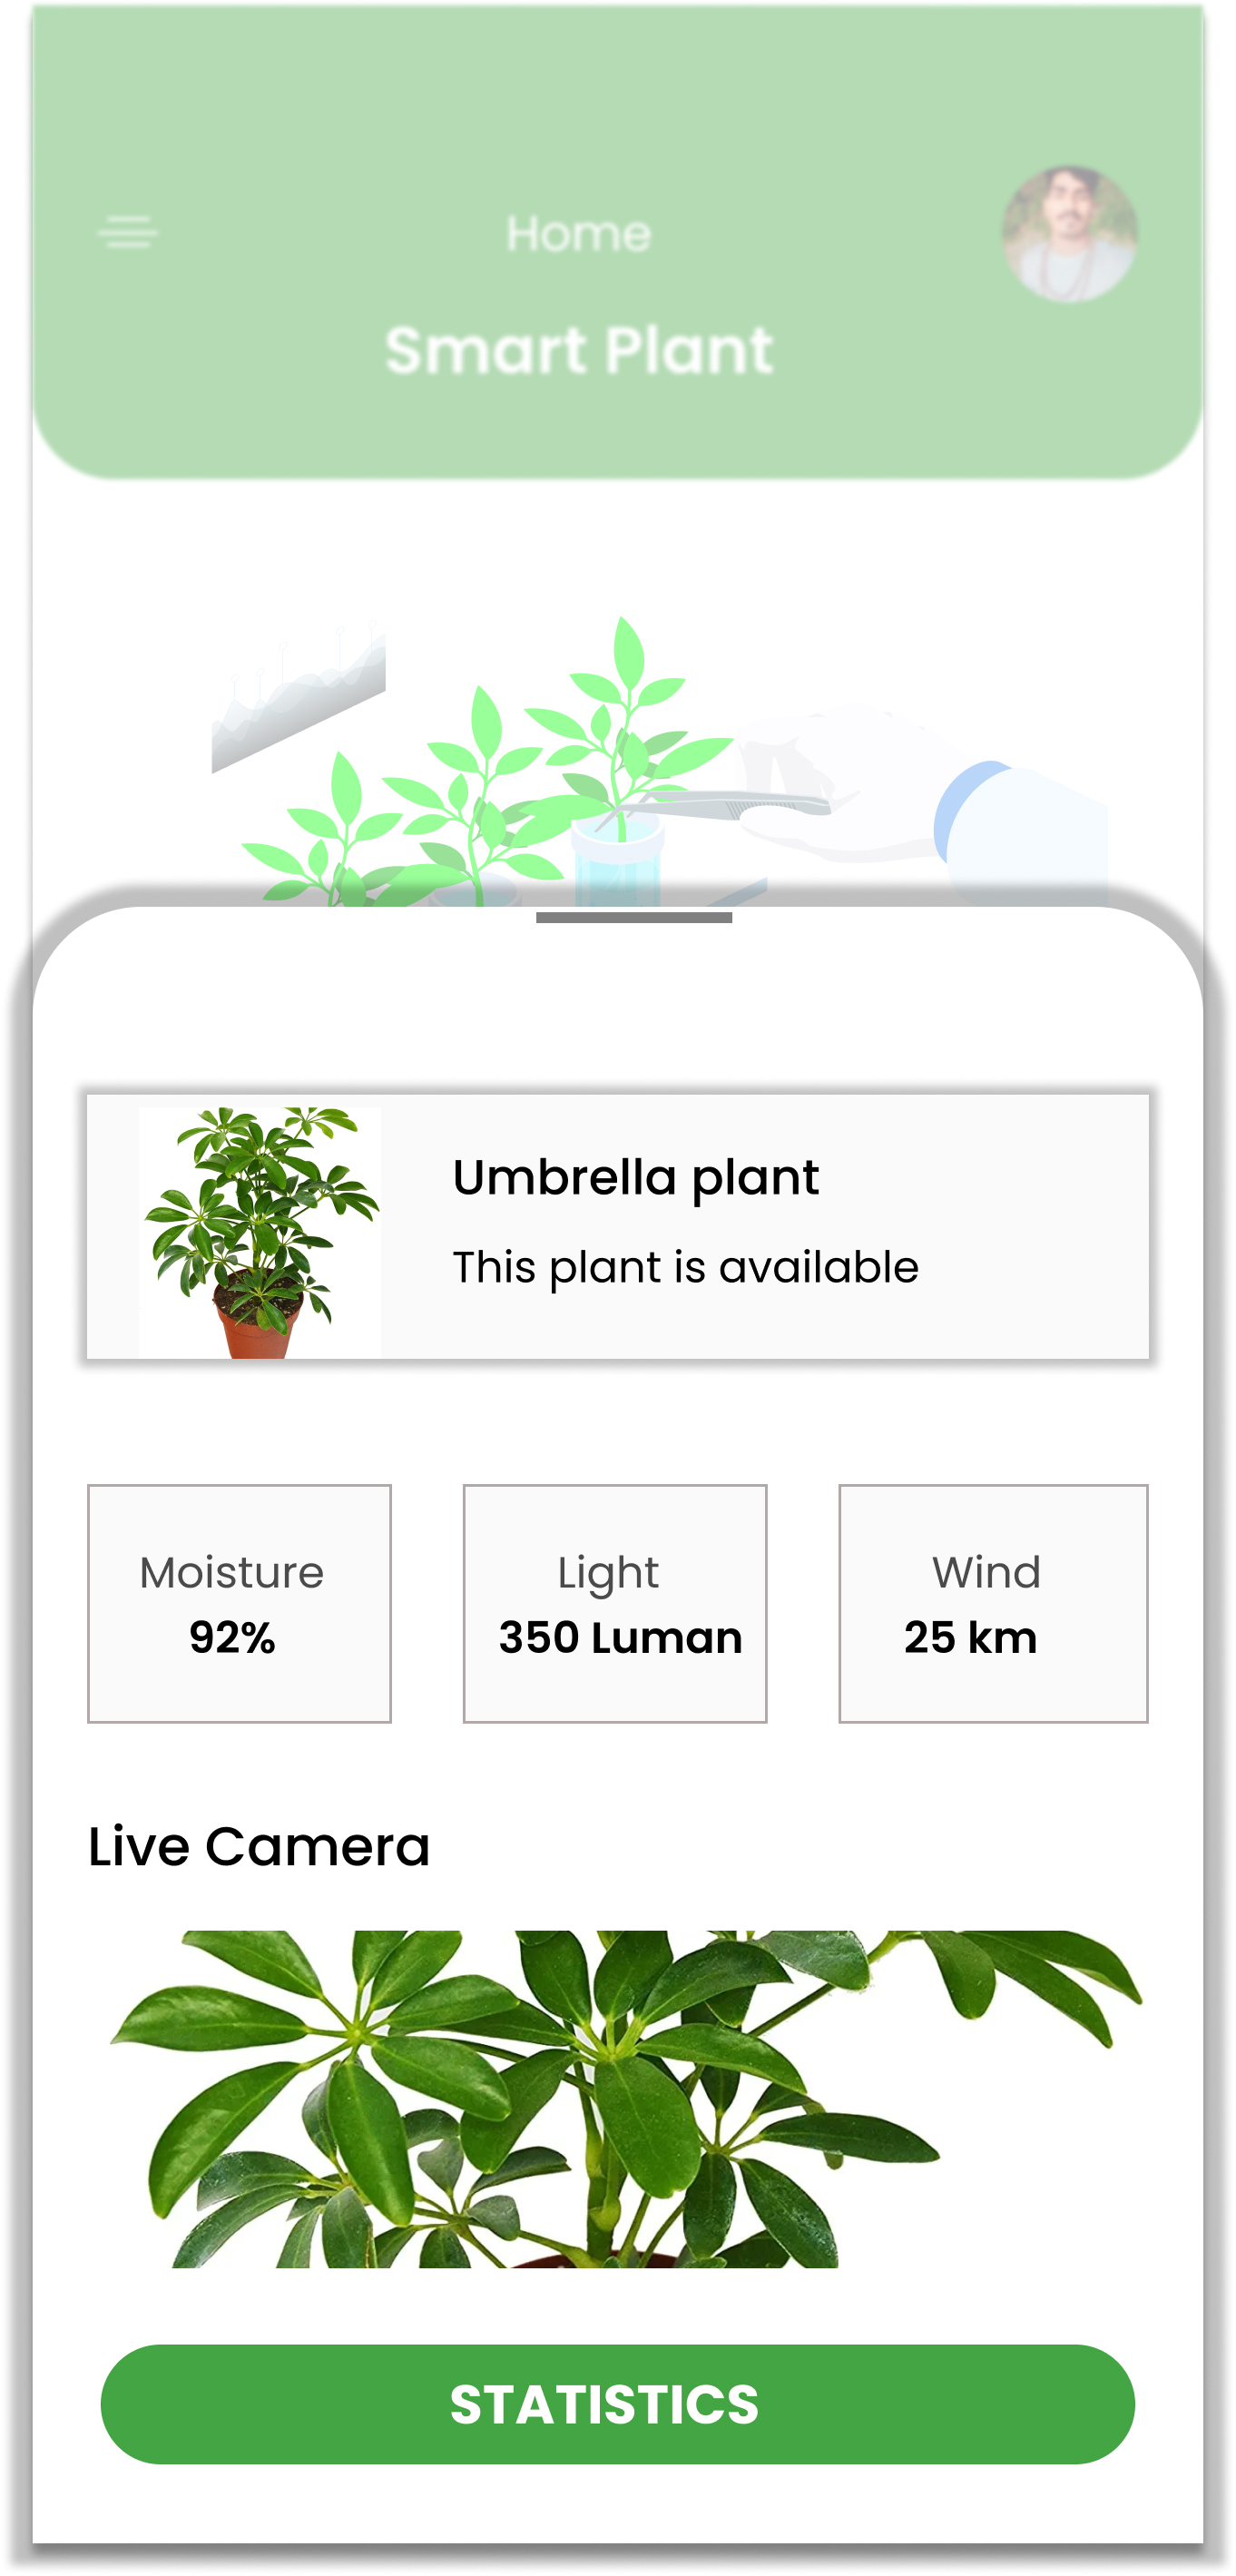 Home
Smart Plant
Umbrella plant
This plant is available
Moisture
92%
Light
350 Luman
Wind
25 km
Live Camera
STATISTICS